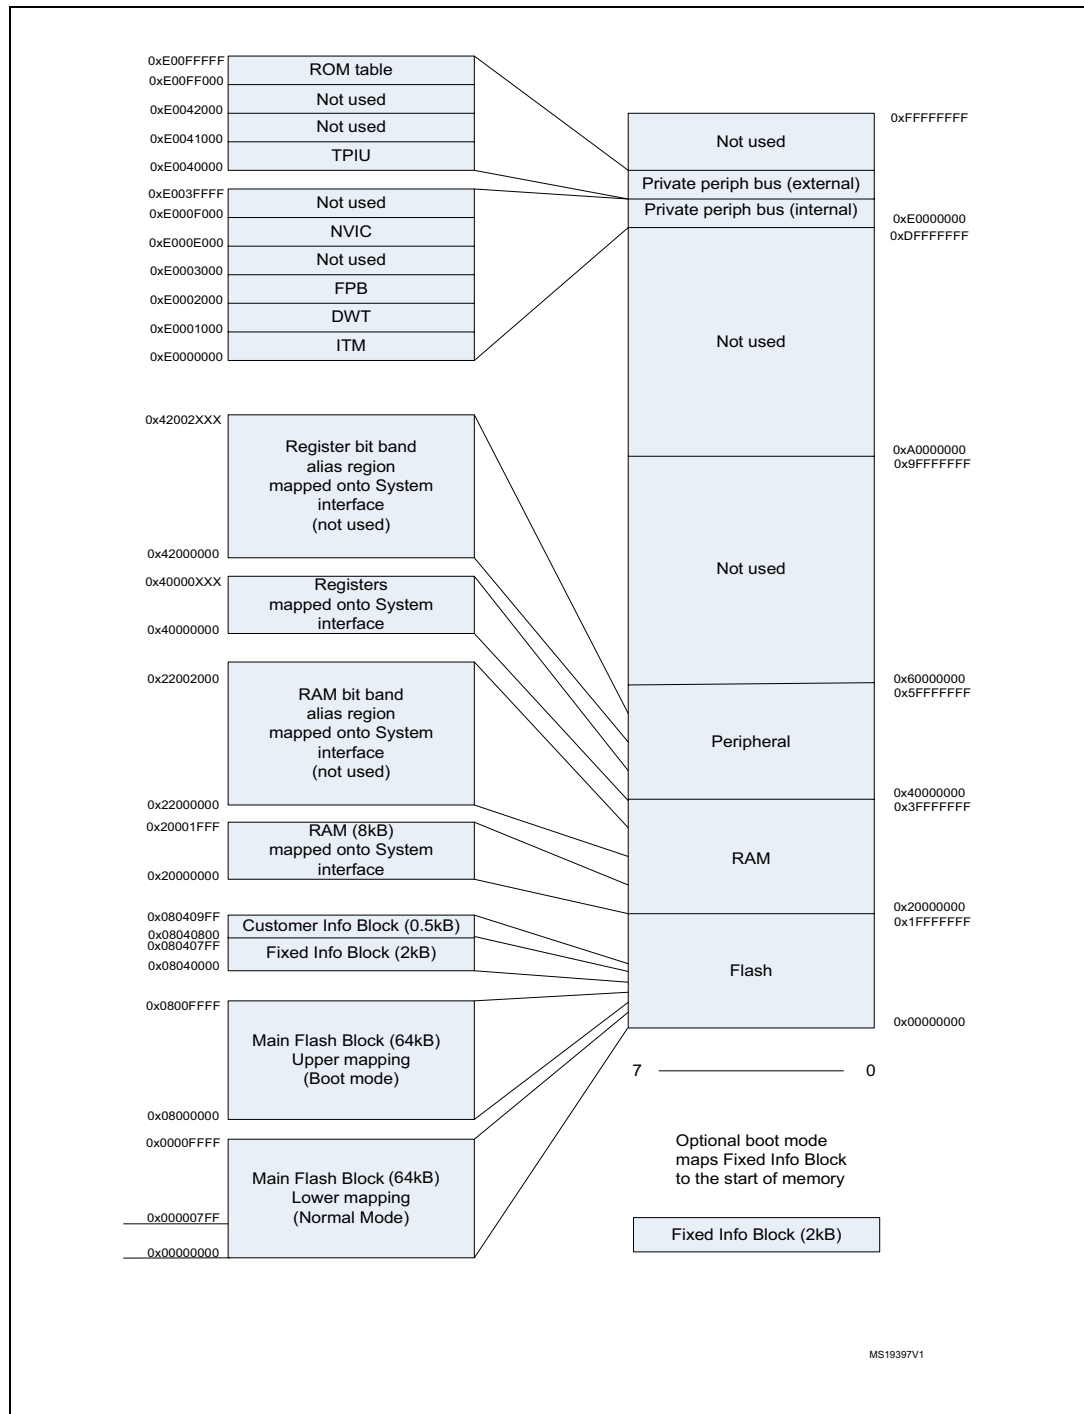 0xE00FFFFF
ROM table
0xE00FF000
Not used
0xE0042000
Not used
0xE0041000
TPIU
0xE0040000
0xE003FFFF
Not used
0xE000F000
NVIC
0xE000E000
Not used
0xE0003000
FPB
0xE0002000
DWT
0xE0001000
ITM
0xE0000000
0x42002XXX
Register bit band
alias region
mapped onto System
interface
(not used)
0x42000000
0x40000XXX
Registers
mapped onto System
interface
0x40000000
0x22002000
RAM bit band
alias region
mapped onto System
interface
(not used)
0x22000000
0x20001FFF
RAM (8kB)
mapped onto System
interface
0x20000000
0x080409FF
Customer Info Block (0.5kB)
0x08040800
0x080407FF
Fixed Info Block (2kB)
0x08040000
0x0800FFFF
Main Flash Block (64kB)
Upper mapping
(Boot mode)
0x08000000
0x0000FFFF
Main Flash Block (64kB)
Lower mapping
(Normal Mode)
0x000007FF
0x00000000
0xFFFFFFFF
Not used
Private periph bus (external)
Private periph bus (internal)
0xE0000000
0xDFFFFFFF
Not used
0xA0000000
0x9FFFFFFF
Not used
0x60000000
0x5FFFFFFF
Peripheral
0x40000000
0x3FFFFFFF
RAM
0x20000000
0x1FFFFFFF
Flash
0x00000000
7 0
Optional boot mode
maps Fixed Info Block
to the start of memory
Fixed Info Block (2kB)
MS19397V1